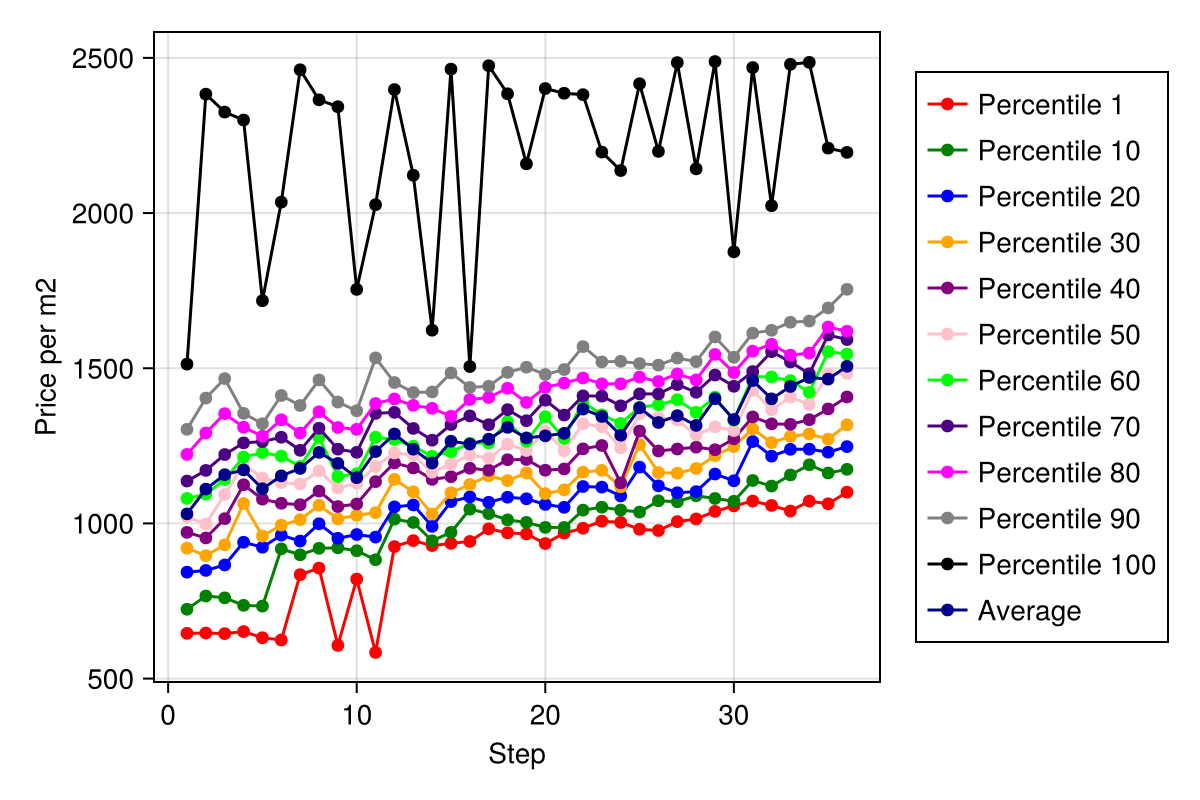 2500
2000
1500
1000
500
Price per m2
0 10 20 30
Step
Percentile 1
Percentile 10
Percentile 20
Percentile 30
Percentile 40
Percentile 50
Percentile 60
Percentile 70
Percentile 80
Percentile 90
Percentile 100
Average